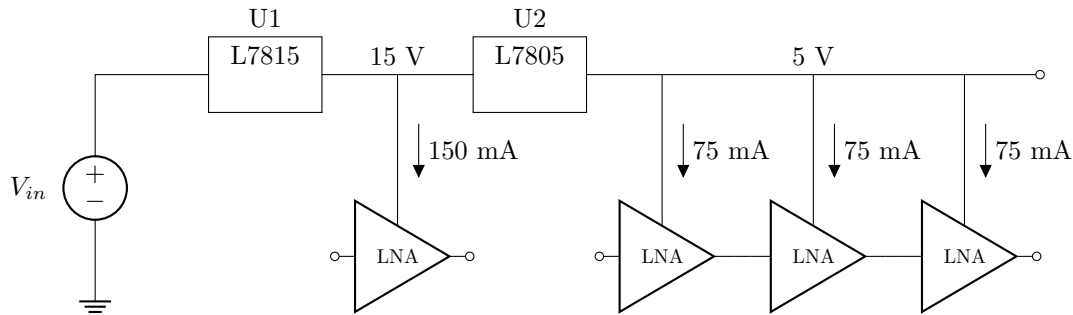 U1
U2
L7815
15 V
L7805
5 V
150 mA
75 mA
75 mA
75 mA
V_in
+
−
LNA
LNA
LNA
LNA